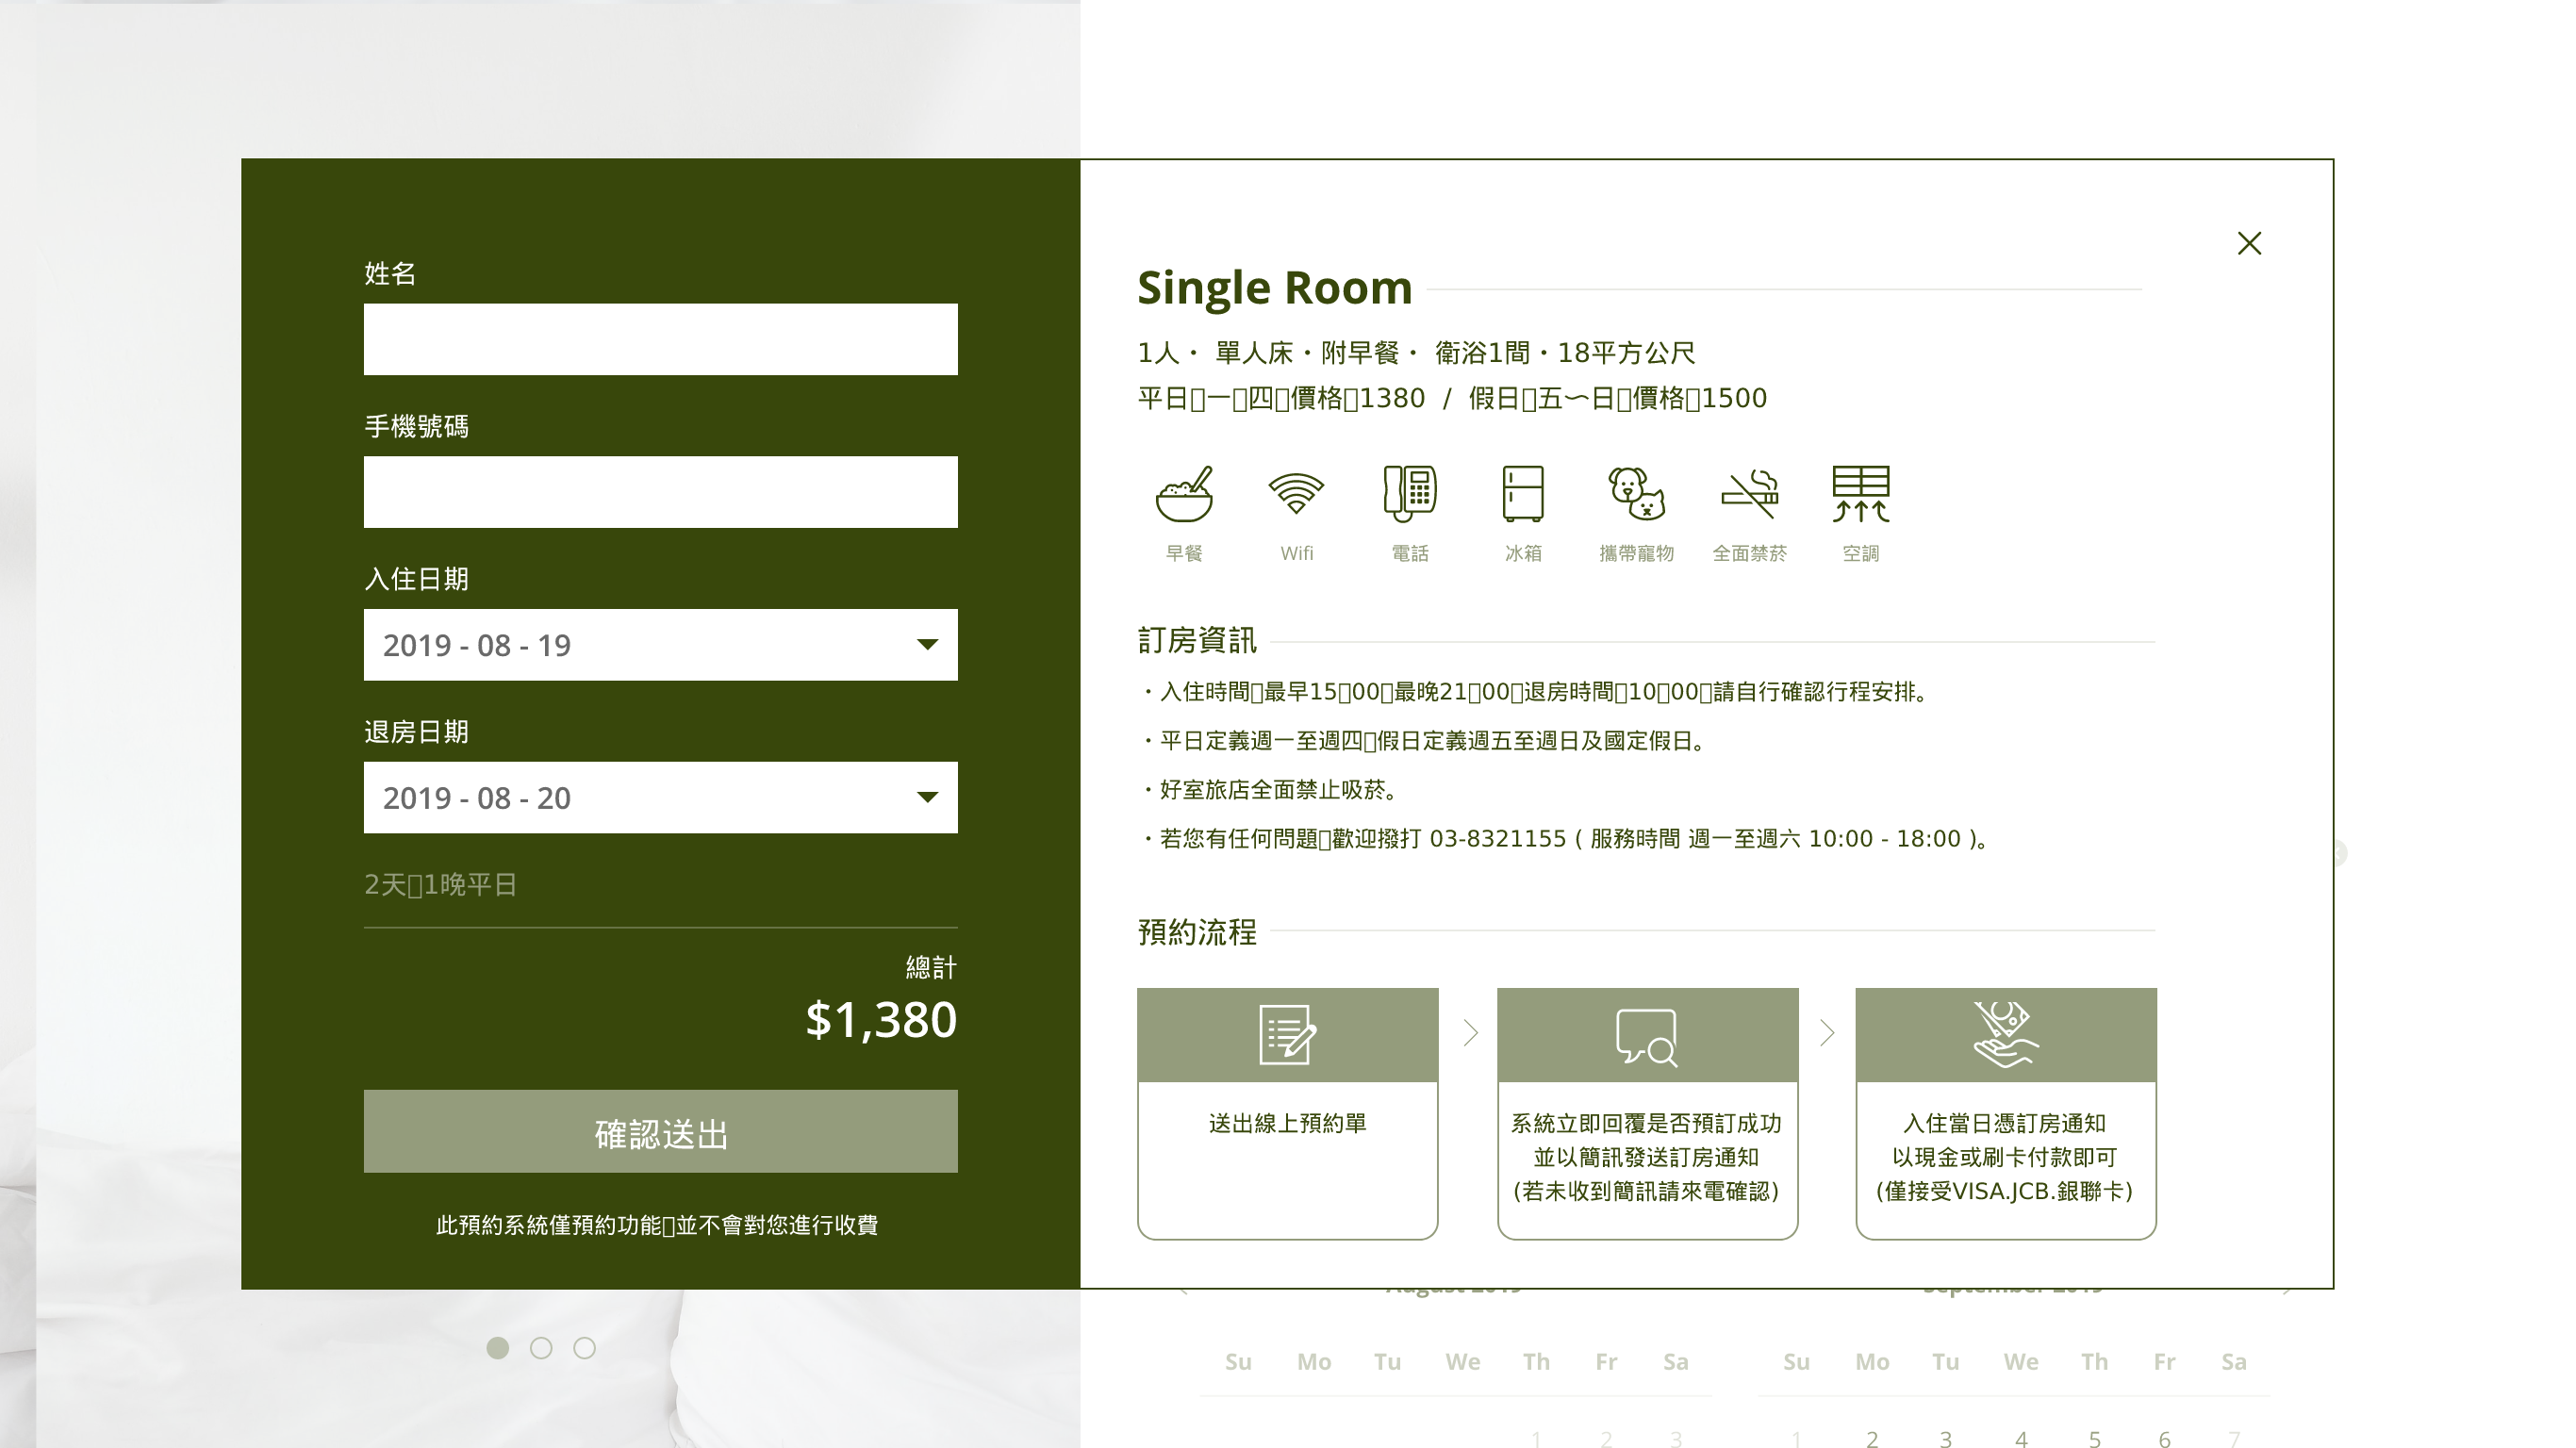 姓名
手機號碼
入住日期
2019 - 08 - 19
退房日期
2019 - 08 - 20
2天▯1晚平日
總計
$1,380
確認送出
此預約系統僅預約功能▯並不會對您進行收費
Single Room
1人・ 單人床・附早餐・ 衛浴1間・18平方公尺
平日▯一▯四▯價格▯1380 / 假日▯五〜日▯價格▯1500
早餐 Wifi 電話 冰箱 攜帶寵物 全面禁菸 空調
訂房資訊
・入住時間▯最早15▯00▯最晚21▯00▯退房時間▯10▯00▯請自行確認行程安排。
・平日定義週一至週四▯假日定義週五至週日及國定假日。
・好室旅店全面禁止吸菸。
・若您有任何問題▯歡迎撥打 03-8321155 ( 服務時間 週一至週六 10:00 - 18:00 )。
預約流程
送出線上預約單
系統立即回覆是否預訂成功
並以簡訊發送訂房通知
(若未收到簡訊請來電確認)
入住當日憑訂房通知
以現金或刷卡付款即可
(僅接受VISA.JCB.銀聯卡)
August 2019 September 2019
Su Mo Tu We Th Fr Sa Su Mo Tu We Th Fr Sa
1 2 3 1 2 3 4 5 6 7